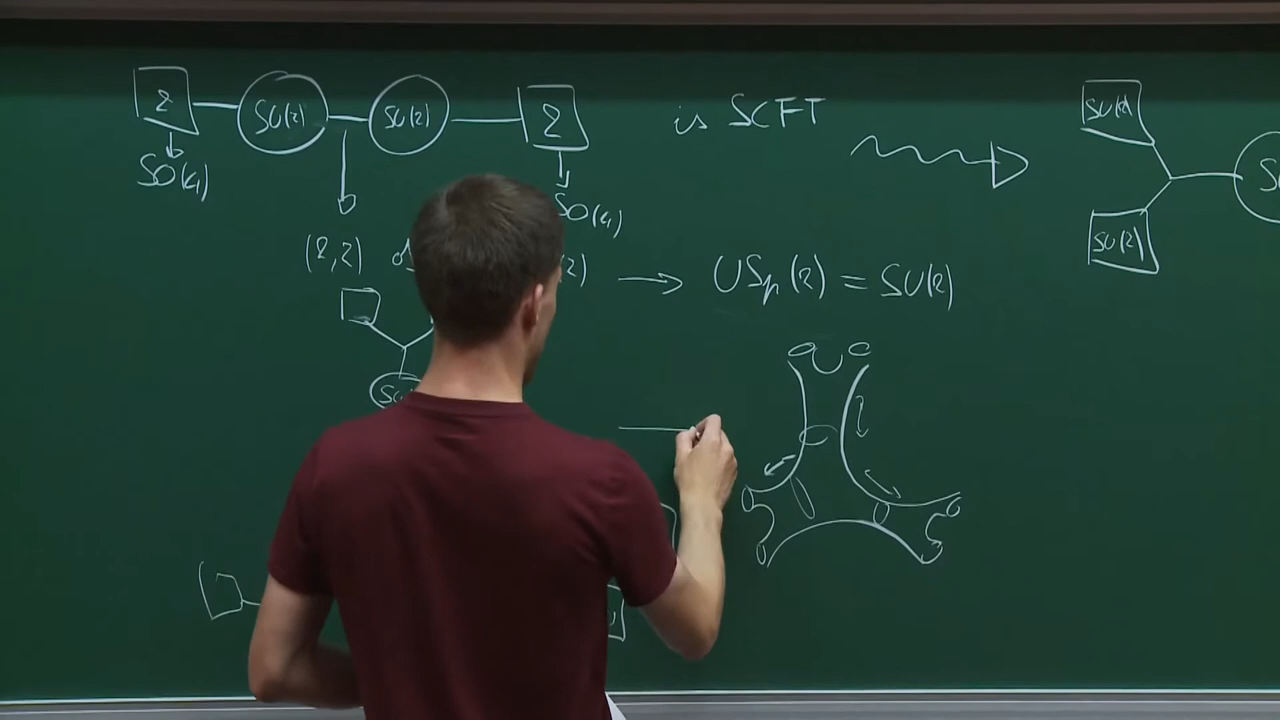 2 SU(2) SU(2) 2 is SCFT SU(2)
SO(4) SO(4) SU(2)
(2,2) 2) → USp(2) = SU(2)